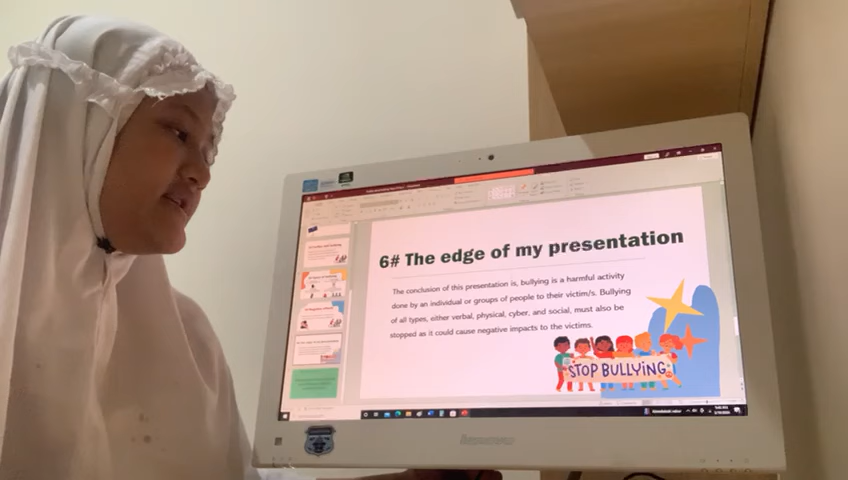 6# The edge of my presentation
The conclusion of this presentation is, bullying is a harmful activity
done by an individual or groups of people to their victim/s. Bullying
of all types, either verbal, physical, cyber, and social, must also be
stopped as it could cause negative impacts to the victims.
STOP BULLYING